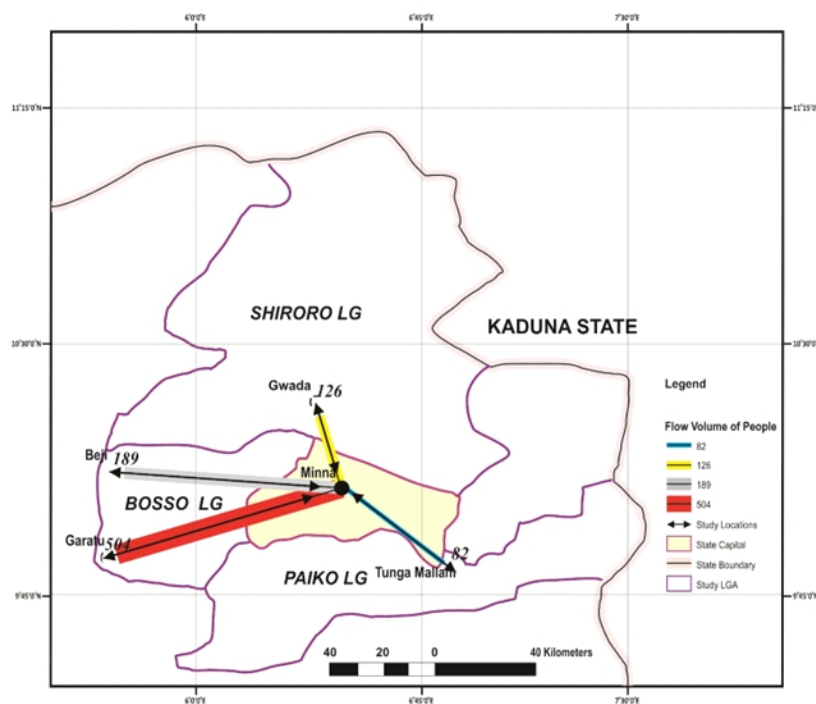 6°0'0"E 6°45'0"E 7°30'0"E
11°15'0"N 11°15'0"N
SHIRORO LG
KADUNA STATE
10°30'0"N 10°30'0"N
Gwada 126
Legend
Flow Volume of People
82
126
189
504
Study Locations
State Capital
State Boundary
Study LGA
Beji 189
Minna
BOSSO LG
Garatu 504
82
Tunga Mallam
PAIKO LG
9°45'0"N 9°45'0"N
40 20 0 40 Kilometers
6°0'0"E 6°45'0"E 7°30'0"E